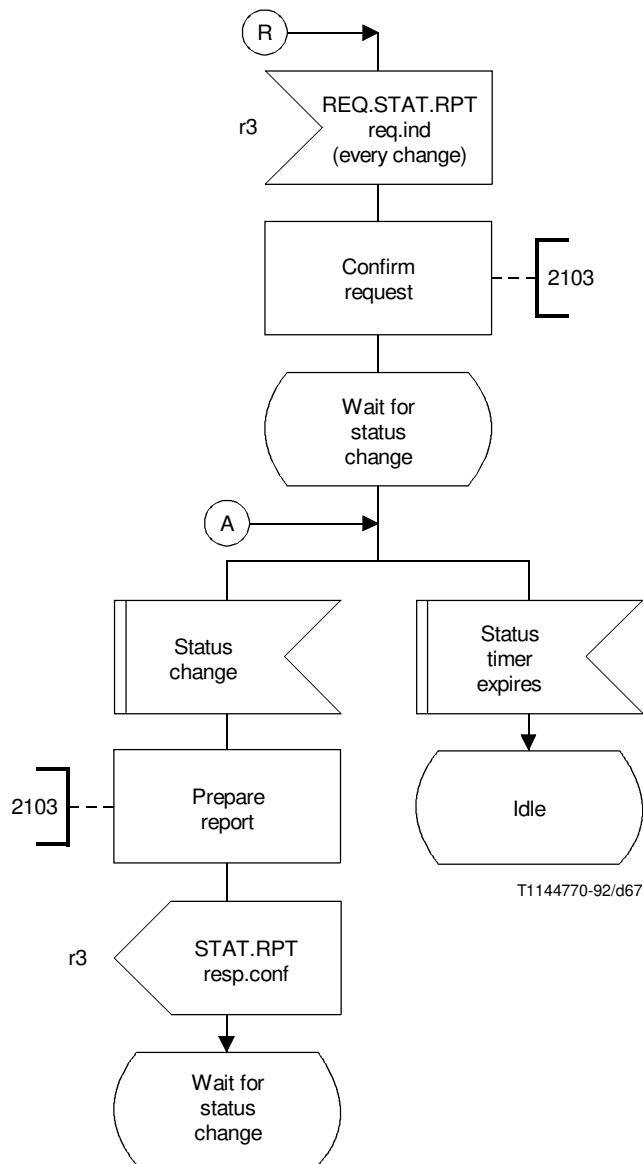 R
REQ.STAT.RPT
r3
req.ind
(every change)
Confirm
request
2103
Wait for
status
change
A
Status
change
Status
timer
expires
Prepare
report
2103
Idle
T1144770-92/d67
STAT.RPT
resp.conf
r3
Wait for
status
change